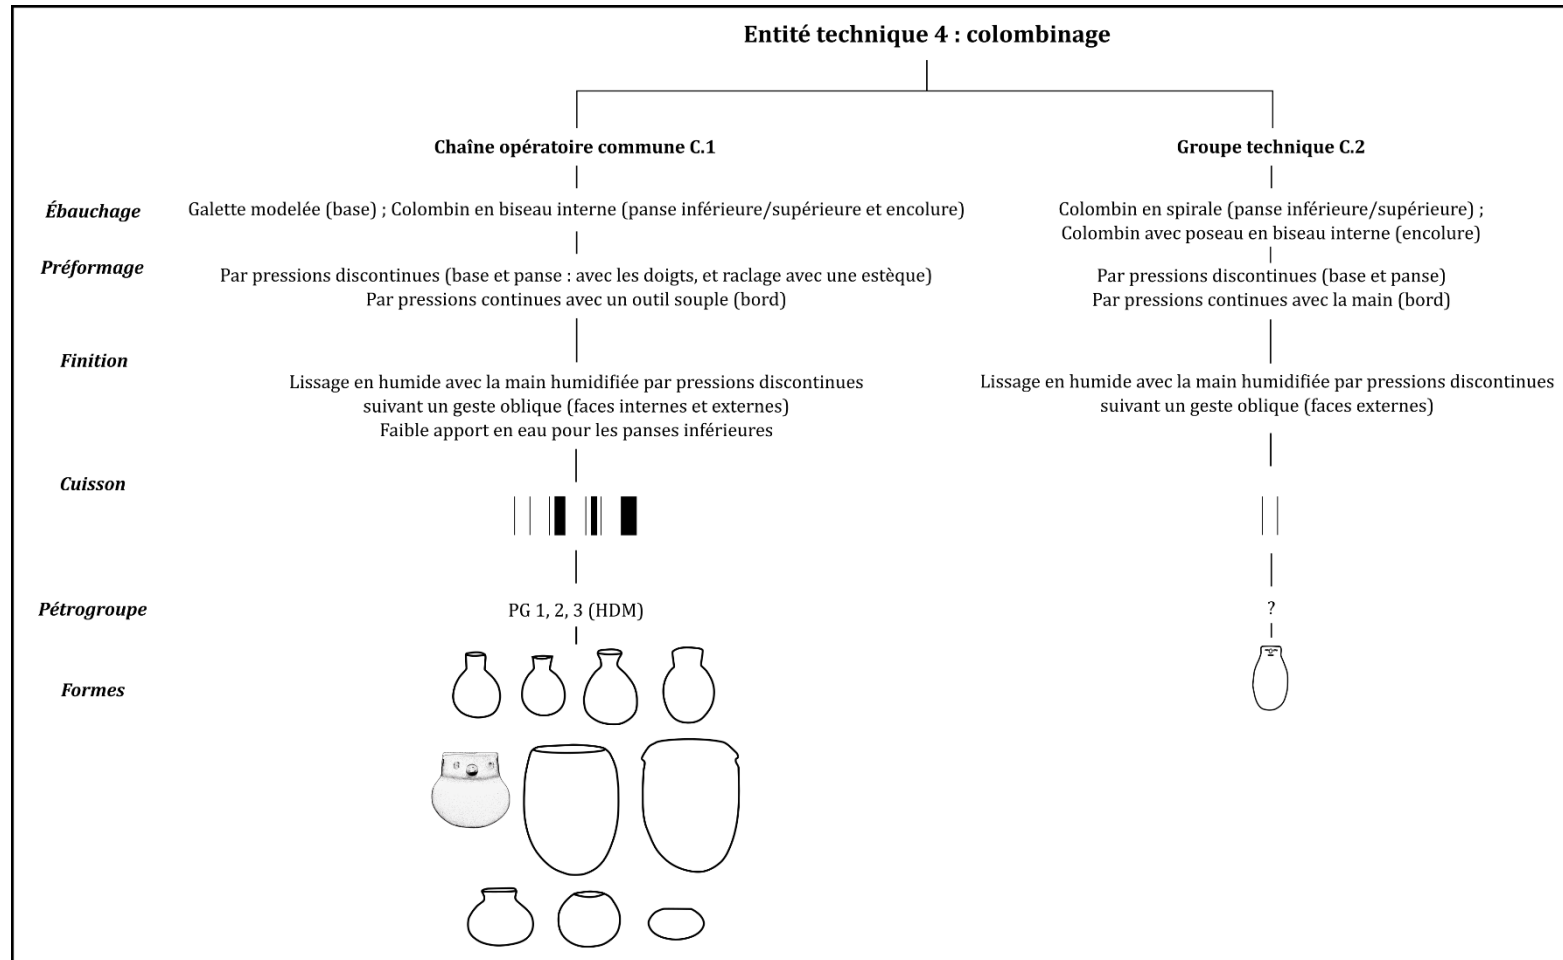 Entité technique 4 : colombinage
Chaîne opératoire commune C.1
Groupe technique C.2
Ébauchage
Galette modelée (base) ; Colombin en biseau interne (panse inférieure/supérieure et encolure)
Colombin en spirale (panse inférieure/supérieure) ;
Colombin avec poseau en biseau interne (encolure)
Préformage
Par pressions discontinues (base et panse : avec les doigts, et raclage avec une estèque)
Par pressions continues avec un outil souple (bord)
Par pressions discontinues (base et panse)
Par pressions continues avec la main (bord)
Finition
Lissage en humide avec la main humidifiée par pressions discontinues
suivant un geste oblique (faces internes et externes)
Faible apport en eau pour les panses inférieures
Lissage en humide avec la main humidifiée par pressions discontinues
suivant un geste oblique (faces externes)
Cuisson
Pétrogroupe
PG 1, 2, 3 (HDM)
?
Formes